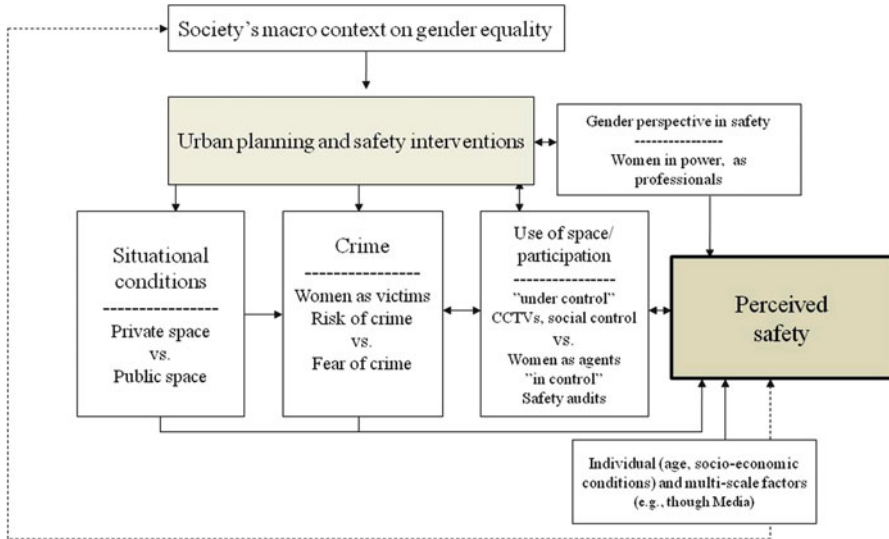 Society's macro context on gender equality
Urban planning and safety interventions
Gender perspective in safety
----------------
Women in power, as
professionals
Situational
conditions
----------------
Private space
vs.
Public space
Crime
----------------
Women as victims
Risk of crime
vs.
Fear of crime
Use of space/
participation
----------------
"under control"
CCTVs, social control
vs.
Women as agents
"in control"
Safety audits
Perceived
safety
Individual (age, socio-economic
conditions) and multi-scale factors
(e.g., though Media)